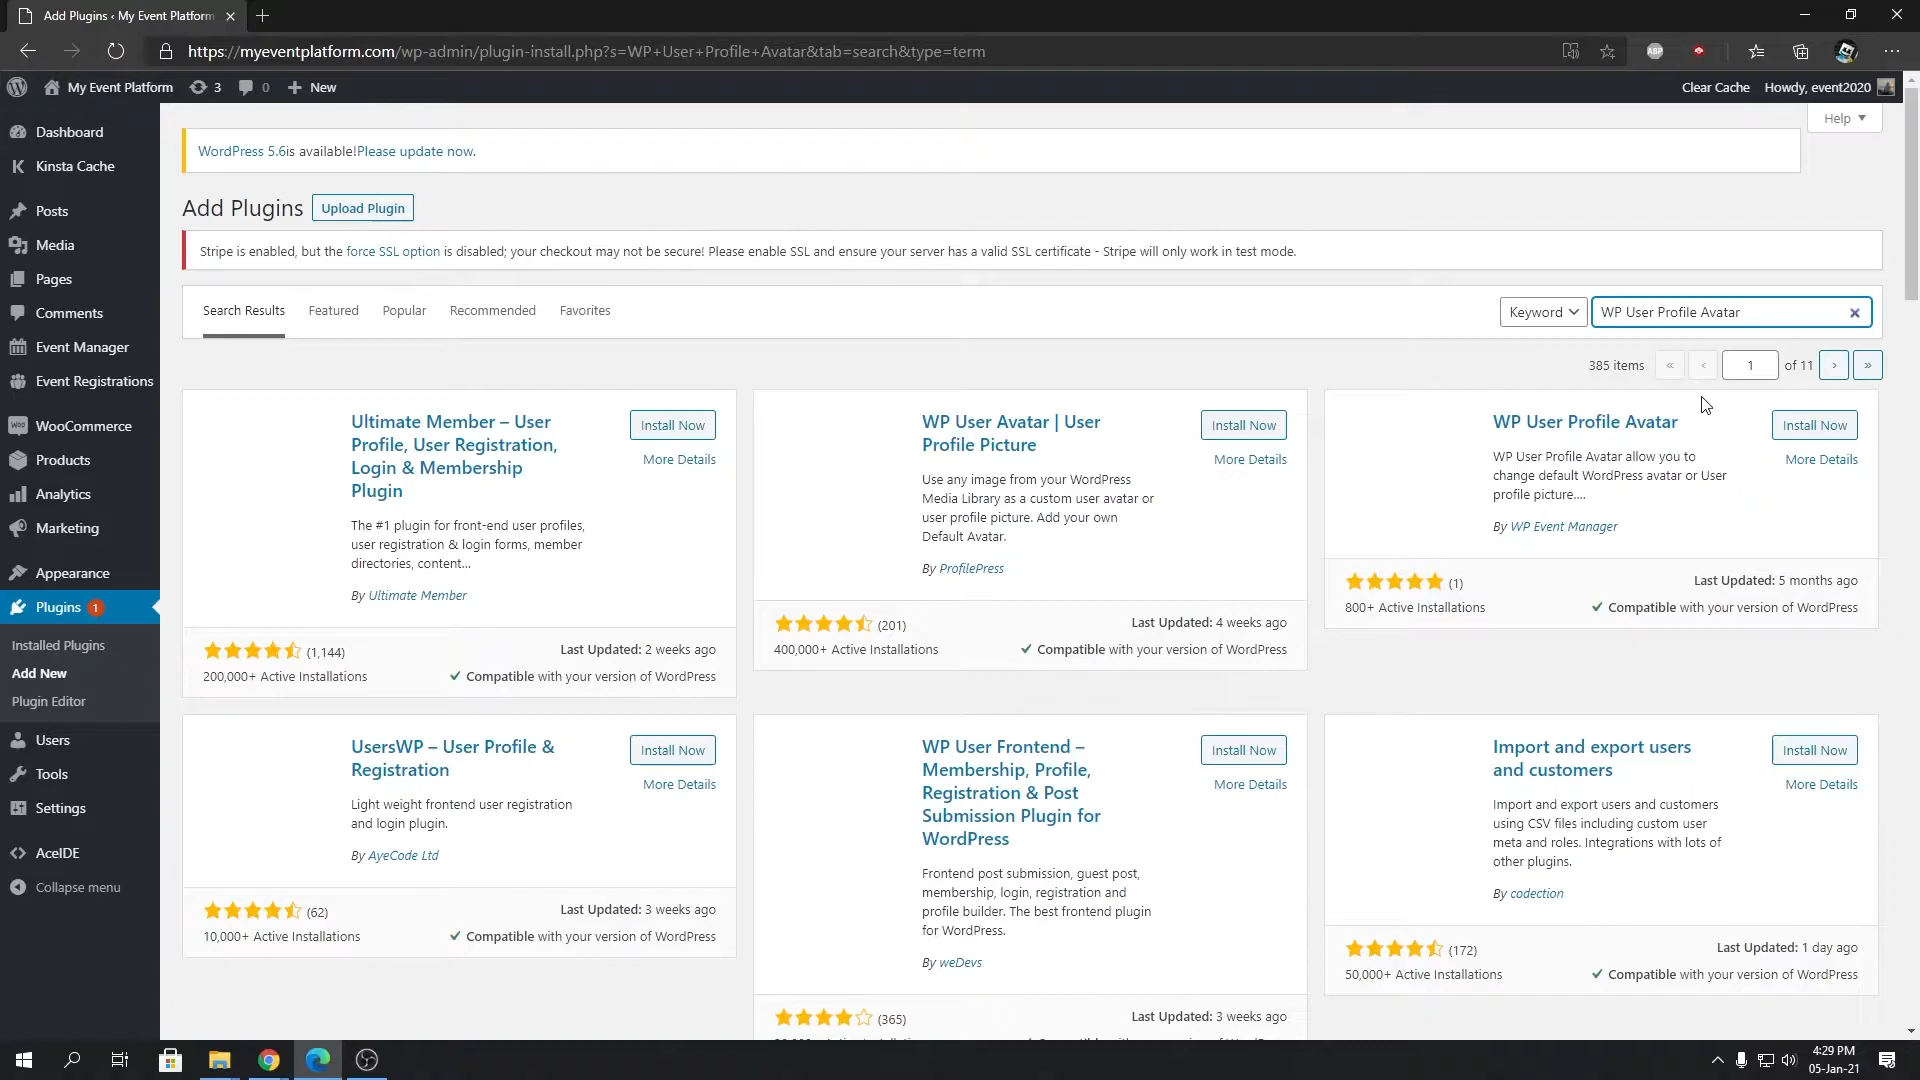 Add Plugins ‹ My Event Platform
https://myeventplatform.com/wp-admin/plugin-install.php?s=WP+User+Profile+Avatar&tab=search&type=term
ABP
My Event Platform
3
0
New
Clear Cache
Howdy, event2020
Dashboard
Kinsta Cache
Posts
Media
Pages
Comments
Event Manager
Event Registrations
WooCommerce
Products
Analytics
Marketing
Appearance
Plugins 1
Installed Plugins
Add New
Plugin Editor
Users
Tools
Settings
AceIDE
Collapse menu
Help
WordPress 5.6is available!Please update now.
Add Plugins
Upload Plugin
Stripe is enabled, but the force SSL option is disabled; your checkout may not be secure! Please enable SSL and ensure your server has a valid SSL certificate - Stripe will only work in test mode.
Search Results
Featured
Popular
Recommended
Favorites
Keyword
WP User Profile Avatar
385 items
«
‹
1
of 11
›
»
Ultimate Member – User
Profile, User Registration,
Login & Membership
Plugin
Install Now
More Details
The #1 plugin for front-end user profiles,
user registration & login forms, member
directories, content...
By Ultimate Member
(1,144)
200,000+ Active Installations
Last Updated: 2 weeks ago
Compatible with your version of WordPress
WP User Avatar | User
Profile Picture
Install Now
More Details
Use any image from your WordPress
Media Library as a custom user avatar or
user profile picture. Add your own
Default Avatar.
By ProfilePress
(201)
400,000+ Active Installations
Last Updated: 4 weeks ago
Compatible with your version of WordPress
WP User Profile Avatar
Install Now
More Details
WP User Profile Avatar allow you to
change default WordPress avatar or User
profile picture....
By WP Event Manager
(1)
800+ Active Installations
Last Updated: 5 months ago
Compatible with your version of WordPress
UsersWP – User Profile &
Registration
Install Now
More Details
Light weight frontend user registration
and login plugin.
By AyeCode Ltd
(62)
10,000+ Active Installations
Last Updated: 3 weeks ago
Compatible with your version of WordPress
WP User Frontend –
Membership, Profile,
Registration & Post
Submission Plugin for
WordPress
Install Now
More Details
Frontend post submission, guest post,
membership, login, registration and
profile builder. The best frontend plugin
for WordPress.
By weDevs
(365)
Last Updated: 3 weeks ago
Import and export users
and customers
Install Now
More Details
Import and export users and customers
using CSV files including custom user
meta and roles. Integrations with lots of
other plugins.
By codection
(172)
50,000+ Active Installations
Last Updated: 1 day ago
Compatible with your version of WordPress
4:29 PM
05-Jan-21